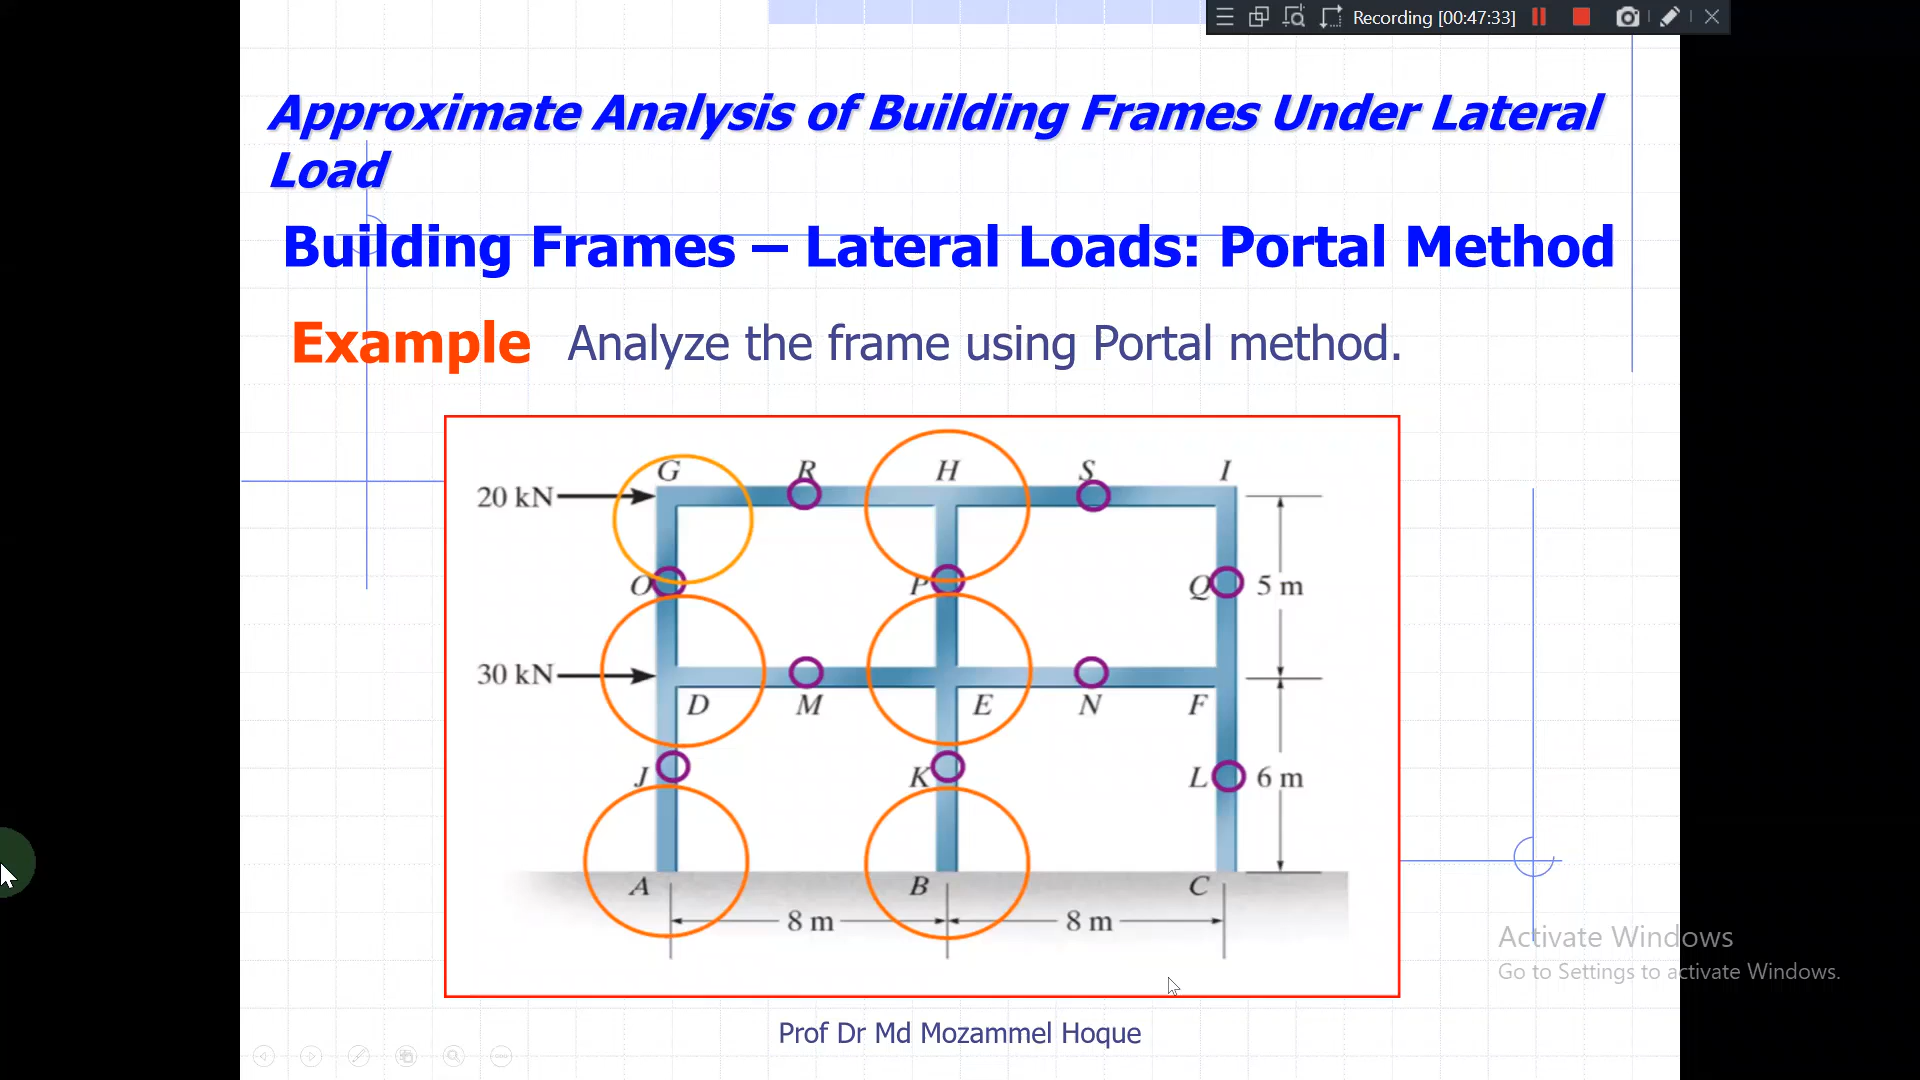 Recording [00:47:33]
Approximate Analysis of Building Frames Under Lateral
Load
Building Frames – Lateral Loads: Portal Method
Example Analyze the frame using Portal method.
G R H S I
20 kN
O P Q 5 m
30 kN
D M E N F
J K L 6 m
A B C
8 m 8 m
Activate Windows
Go to Settings to activate Windows.
Prof Dr Md Mozammel Hoque